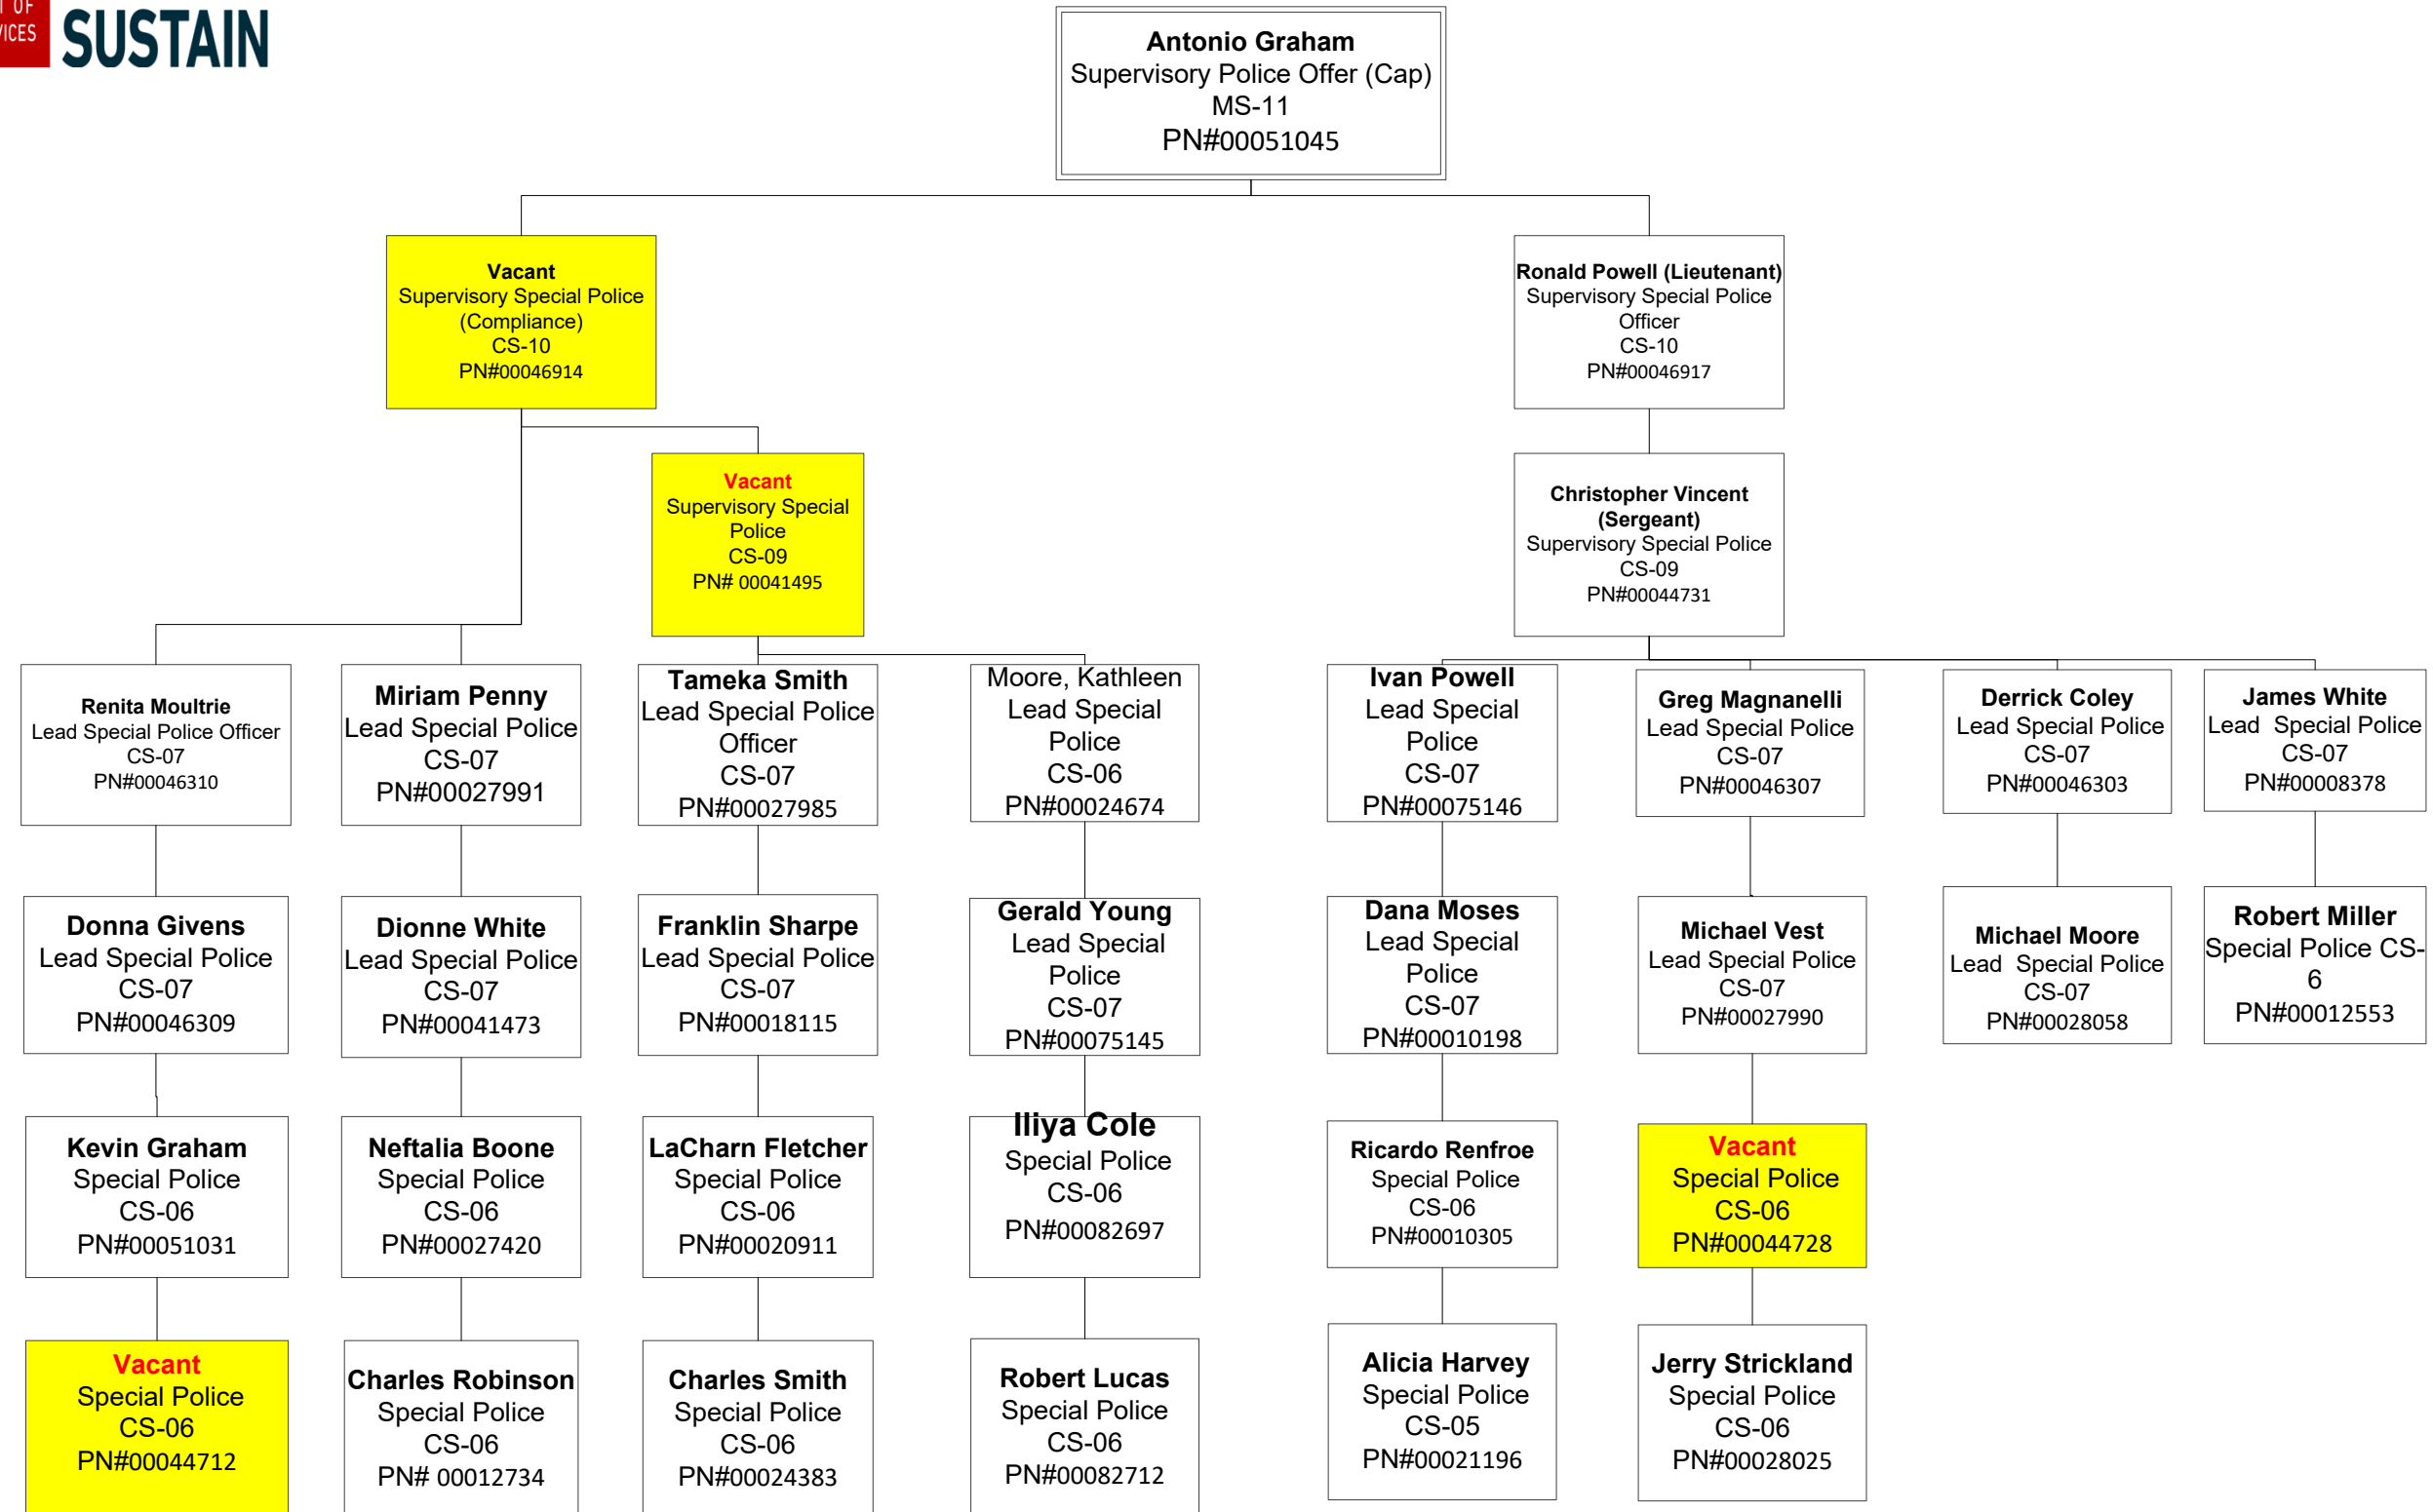 OF
SUSTAIN
Antonio Graham
Supervisory Police Offer (Cap)
MS-11
PN#00051045
Vacant
Supervisory Special Police
(Compliance)
CS-10
PN#00046914
Ronald Powell (Lieutenant)
Supervisory Special Police
Officer
CS-10
PN#00046917
Vacant
Supervisory Special
Police
CS-09
PN# 00041495
Christopher Vincent
(Sergeant)
Supervisory Special Police
CS-09
PN#00044731
Renita Moultrie
Lead Special Police Officer
CS-07
PN#00046310
Miriam Penny
Lead Special Police
CS-07
PN#00027991
Tameka Smith
Lead Special Police
Officer
CS-07
PN#00027985
Moore, Kathleen
Lead Special
Police
CS-06
PN#00024674
Ivan Powell
Lead Special
Police
CS-07
PN#00075146
Greg Magnanelli
Lead Special Police
CS-07
PN#00046307
Derrick Coley
Lead Special Police
CS-07
PN#00046303
James White
Lead Special Police
CS-07
PN#00008378
Donna Givens
Lead Special Police
CS-07
PN#00046309
Dionne White
Lead Special Police
CS-07
PN#00041473
Franklin Sharpe
Lead Special Police
CS-07
PN#00018115
Gerald Young
Lead Special
Police
CS-07
PN#00075145
Dana Moses
Lead Special
Police
CS-07
PN#00010198
Michael Vest
Lead Special Police
CS-07
PN#00027990
Michael Moore
Lead Special Police
CS-07
PN#00028058
Robert Miller
Special Police CS-
6
PN#00012553
Kevin Graham
Special Police
CS-06
PN#00051031
Neftalia Boone
Special Police
CS-06
PN#00027420
LaCharn Fletcher
Special Police
CS-06
PN#00020911
Iliya Cole
Special Police
CS-06
PN#00082697
Ricardo Renfroe
Special Police
CS-06
PN#00010305
Vacant
Special Police
CS-06
PN#00044728
Vacant
Special Police
CS-06
PN#00044712
Charles Robinson
Special Police
CS-06
PN# 00012734
Charles Smith
Special Police
CS-06
PN#00024383
Robert Lucas
Special Police
CS-06
PN#00082712
Alicia Harvey
Special Police
CS-05
PN#00021196
Jerry Strickland
Special Police
CS-06
PN#00028025